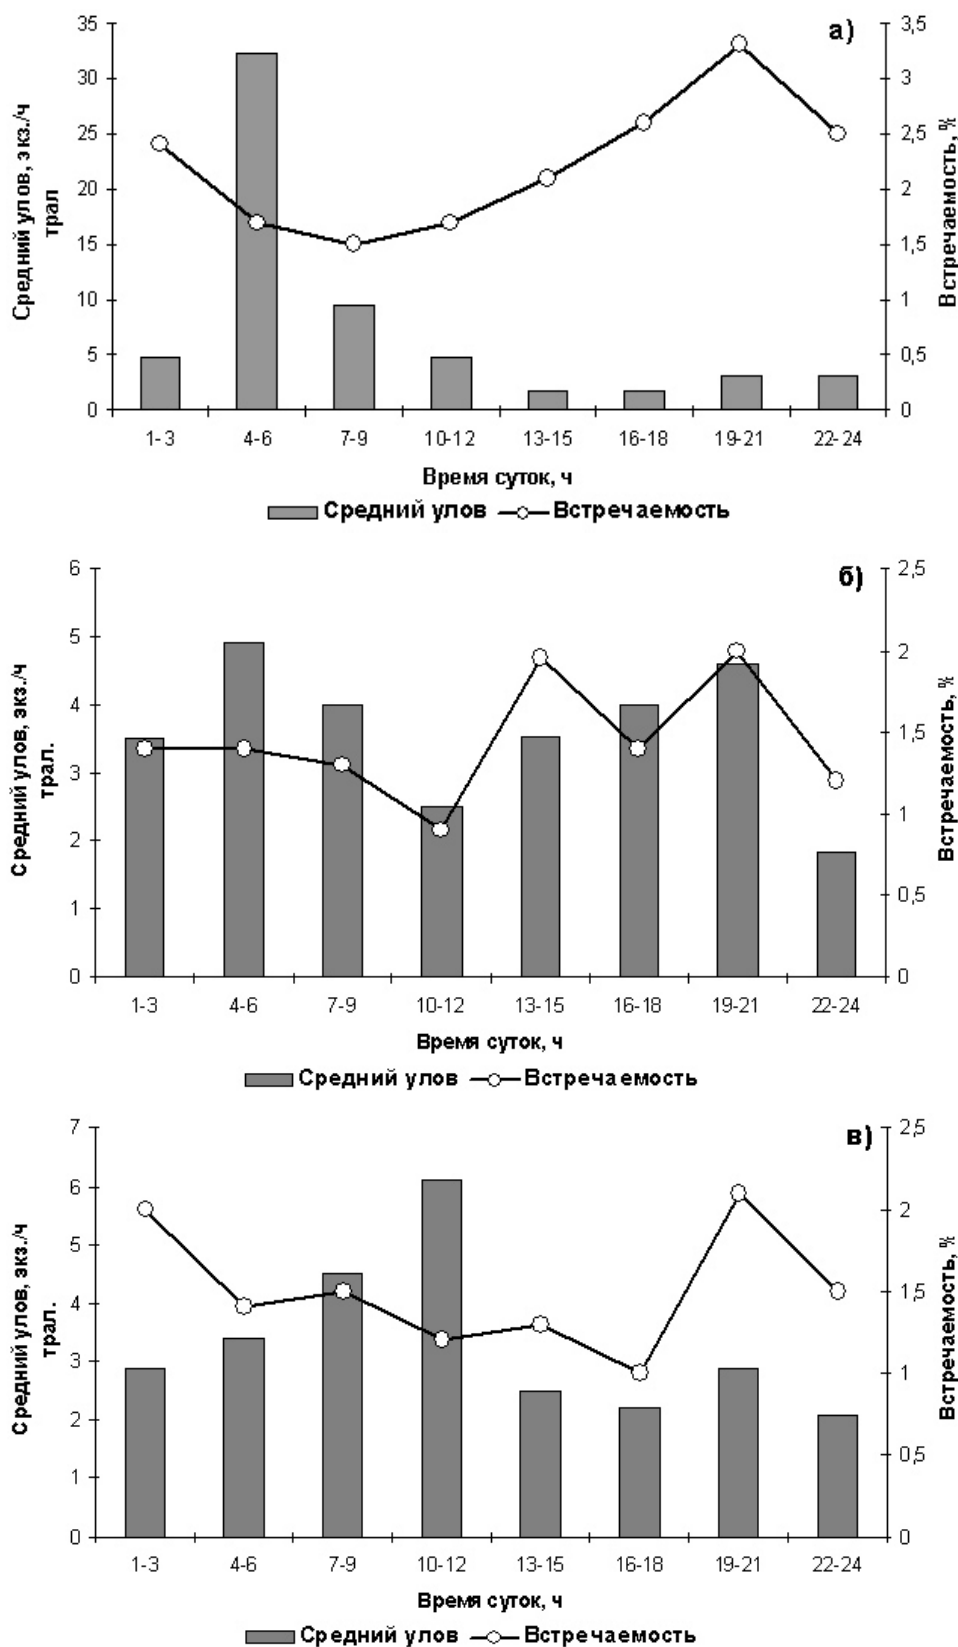 а)
35
30
25
20
15
10
5
0
3,5
3
2,5
2
1,5
1
0,5
0
Средний улов, экз./ч
трал
Встречаемость, %
1-3 4-6 7-9 10-12 13-15 16-18 19-21 22-24
Время суток, ч
Средний улов Встречаемость
б)
6
5
4
3
2
1
0
2,5
2
1,5
1
0,5
0
Средний улов, экз./ч
трал.
Встречаемость, %
1-3 4-6 7-9 10-12 13-15 16-18 19-21 22-24
Время суток, ч
Средний улов Встречаемость
в)
7
6
5
4
3
2
1
0
2,5
2
1,5
1
0,5
0
Средний улов, экз./ч
трал.
Встречаемость, %
1-3 4-6 7-9 10-12 13-15 16-18 19-21 22-24
Время суток, ч
Средний улов Встречаемость